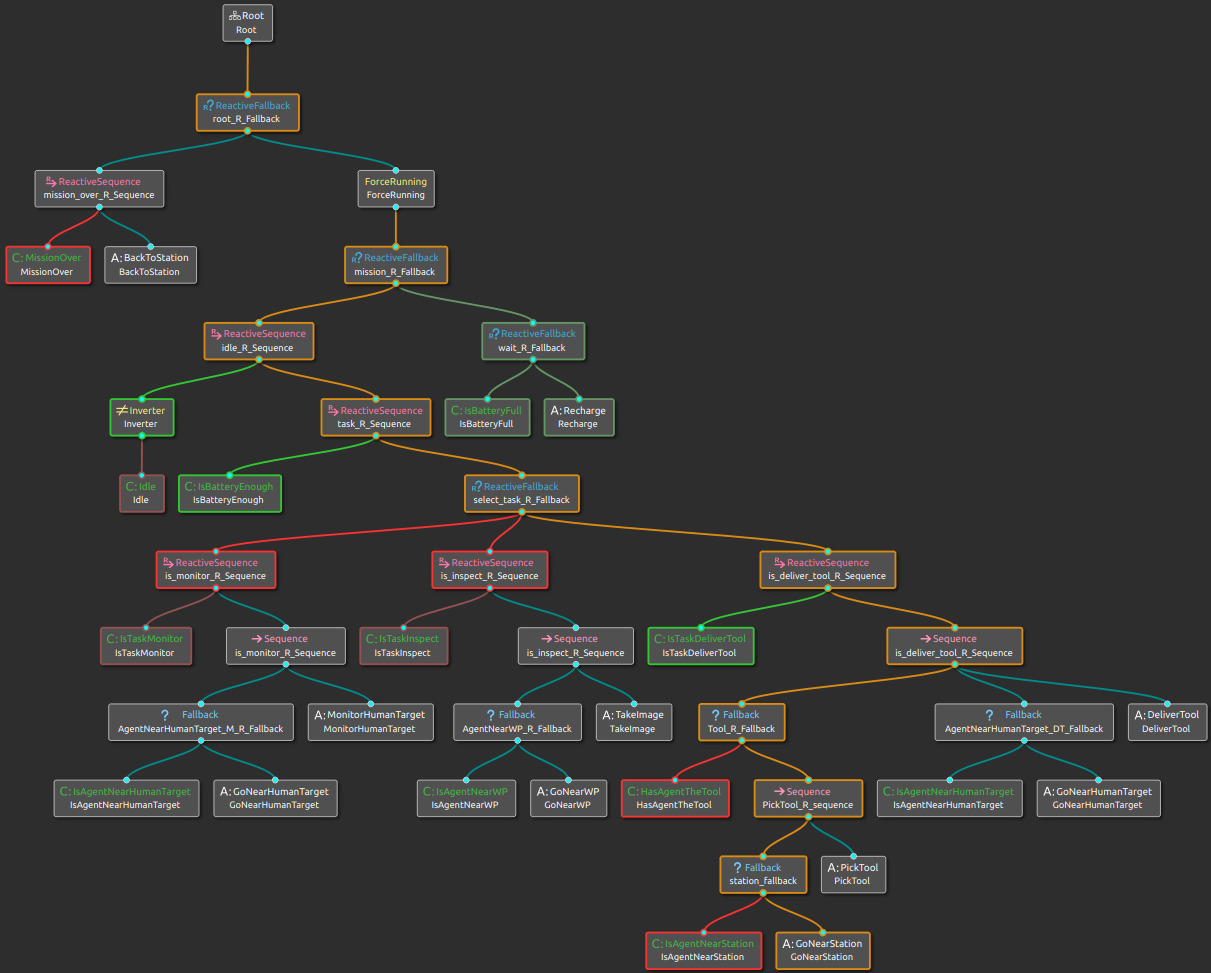 Root
Root
R? ReactiveFallback
root_R_Fallback
R ReactiveSequence
mission_over_R_Sequence
ForceRunning
ForceRunning
C: MissionOver
MissionOver
A: BackToStation
BackToStation
R? ReactiveFallback
mission_R_Fallback
R ReactiveSequence
idle_R_Sequence
R? ReactiveFallback
wait_R_Fallback
≠ Inverter
Inverter
R ReactiveSequence
task_R_Sequence
C: IsBatteryFull
IsBatteryFull
A: Recharge
Recharge
C: Idle
Idle
C: IsBatteryEnough
IsBatteryEnough
R? ReactiveFallback
select_task_R_Fallback
R ReactiveSequence
is_monitor_R_Sequence
R ReactiveSequence
is_inspect_R_Sequence
R ReactiveSequence
is_deliver_tool_R_Sequence
C: IsTaskMonitor
IsTaskMonitor
→ Sequence
is_monitor_R_Sequence
C: IsTaskInspect
IsTaskInspect
→ Sequence
is_inspect_R_Sequence
C: IsTaskDeliverTool
IsTaskDeliverTool
→ Sequence
is_deliver_tool_R_Sequence
? Fallback
AgentNearHumanTarget_M_R_Fallback
A: MonitorHumanTarget
MonitorHumanTarget
? Fallback
AgentNearWP_R_Fallback
A: TakeImage
TakeImage
? Fallback
Tool_R_Fallback
? Fallback
AgentNearHumanTarget_DT_Fallback
A: DeliverTool
DeliverTool
C: IsAgentNearHumanTarget
IsAgentNearHumanTarget
A: GoNearHumanTarget
GoNearHumanTarget
C: IsAgentNearWP
IsAgentNearWP
A: GoNearWP
GoNearWP
C: HasAgentTheTool
HasAgentTheTool
→ Sequence
PickTool_R_sequence
C: IsAgentNearHumanTarget
IsAgentNearHumanTarget
A: GoNearHumanTarget
GoNearHumanTarget
? Fallback
station_fallback
A: PickTool
PickTool
C: IsAgentNearStation
IsAgentNearStation
A: GoNearStation
GoNearStation